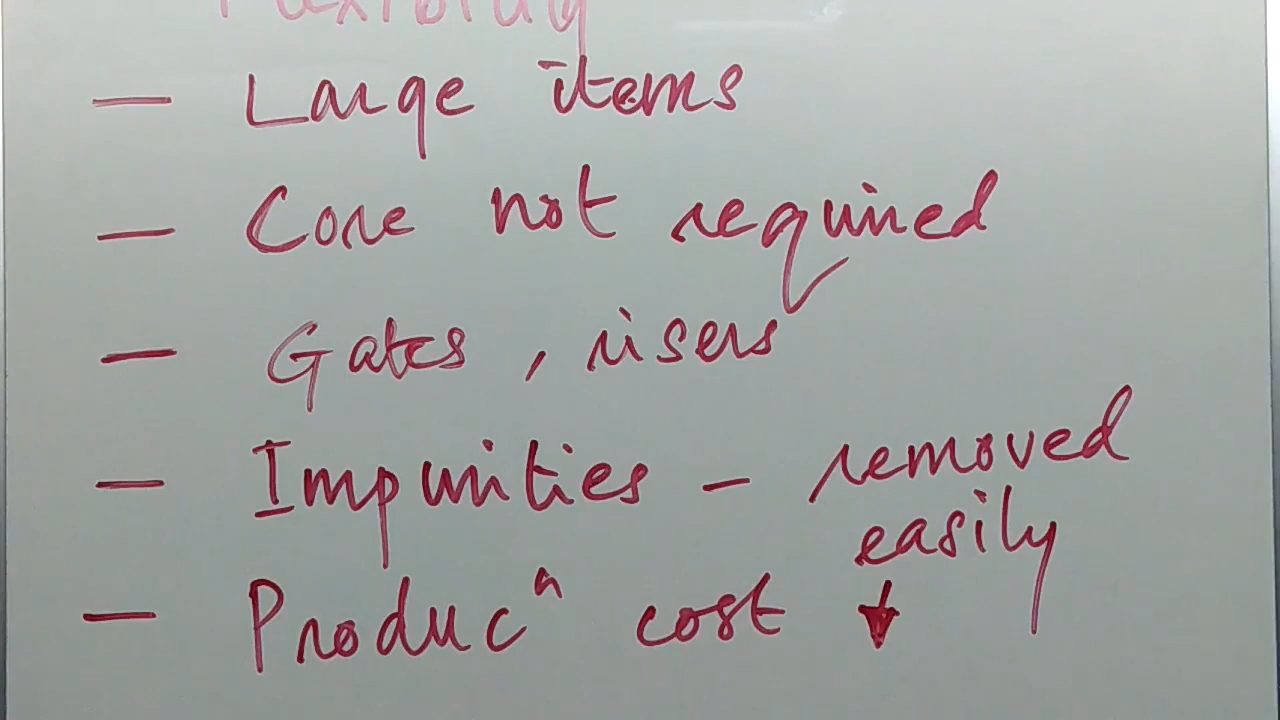 — Large items
— Core not required
— Gates, risers
— Impurities – removed
easily
— Producⁿ cost ↓